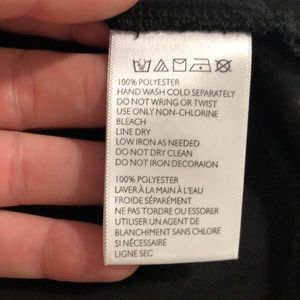 100% POLYESTER
HAND WASH COLD SEPARATELY
DO NOT WRING OR TWIST
USE ONLY NON-CHLORINE
BLEACH
LINE DRY
LOW IRON AS NEEDED
DO NOT DRY CLEAN
DO NOT IRON DECORAION
100% POLYESTER
LAVER À LA MAIN À L'EAU
FROIDE SÉPARÉMENT
NE PAS TORDRE OU ESSORER
UTILISER UN AGENT DE
BLANCHIMENT SANS CHLORE
SI NÉCESSAIRE
LIGNE SEC